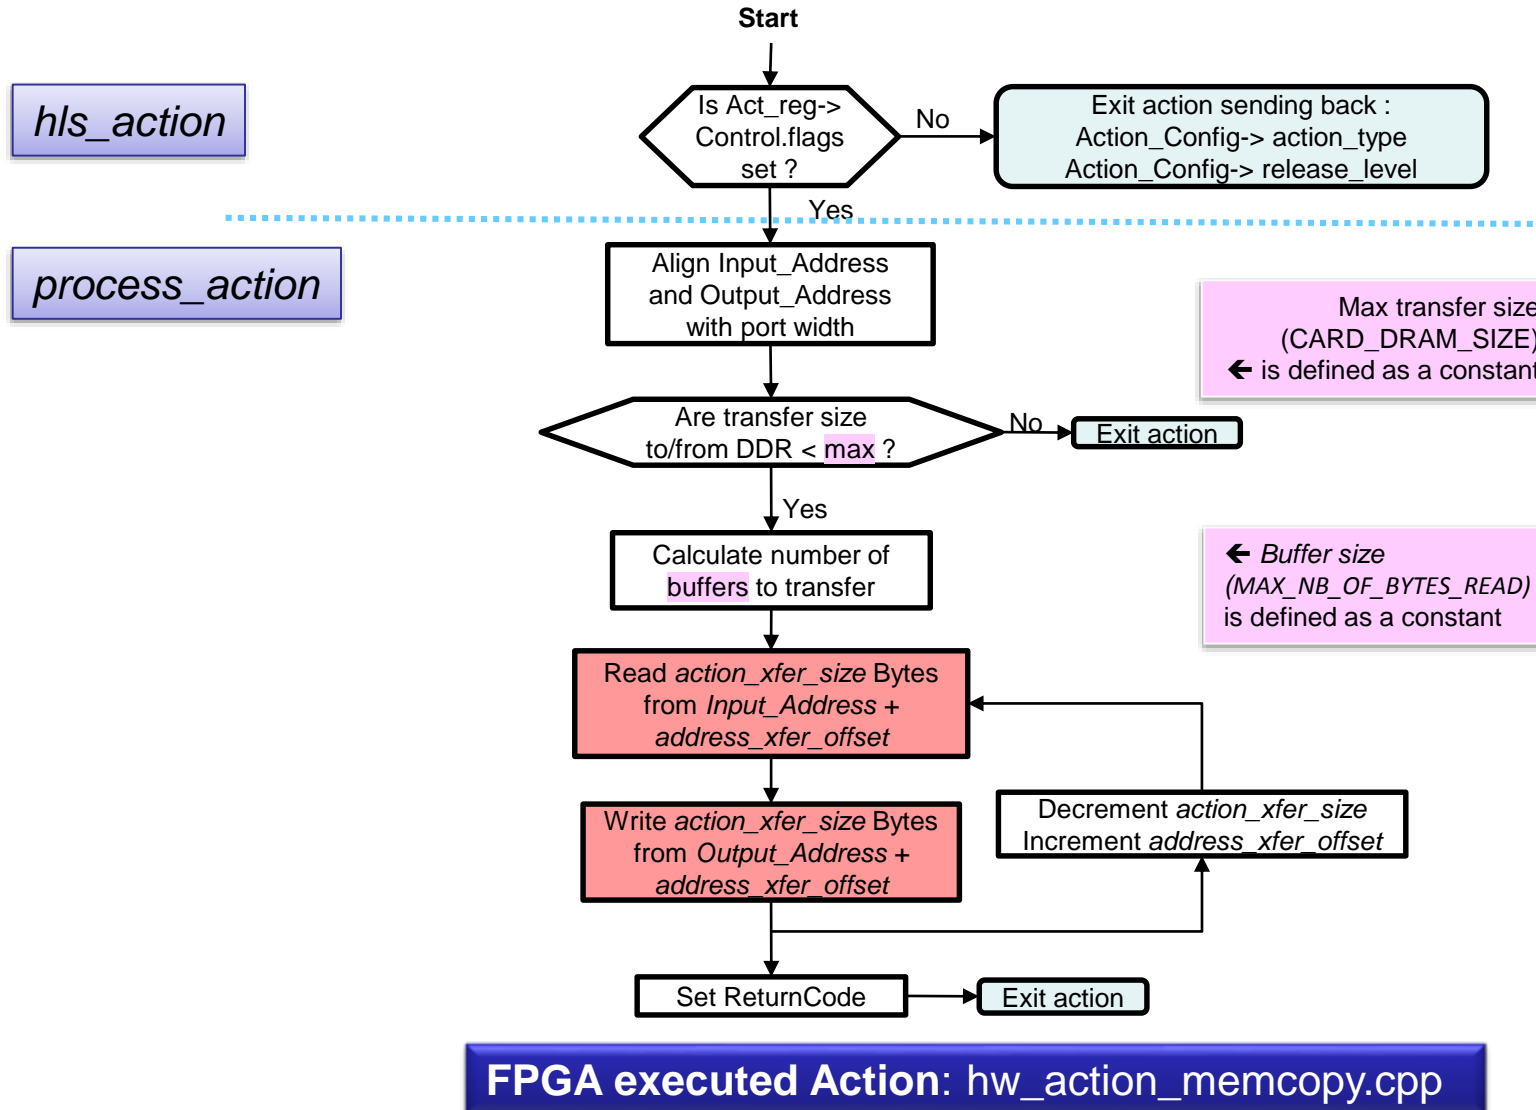 Start
hls_action
Is Act_reg->
Control.flags
set ?
No
Exit action sending back :
Action_Config-> action_type
Action_Config-> release_level
Yes
process_action
Align Input_Address
and Output_Address
with port width
Max transfer size
(CARD_DRAM_SIZE)
← is defined as a constant
Are transfer size
to/from DDR < max ?
No
Exit action
Yes
Calculate number of
buffers to transfer
← Buffer size
(MAX_NB_OF_BYTES_READ)
is defined as a constant
Read action_xfer_size Bytes
from Input_Address +
address_xfer_offset
Write action_xfer_size Bytes
from Output_Address +
address_xfer_offset
Decrement action_xfer_size
Increment address_xfer_offset
Set ReturnCode
Exit action
FPGA executed Action: hw_action_memcopy.cpp